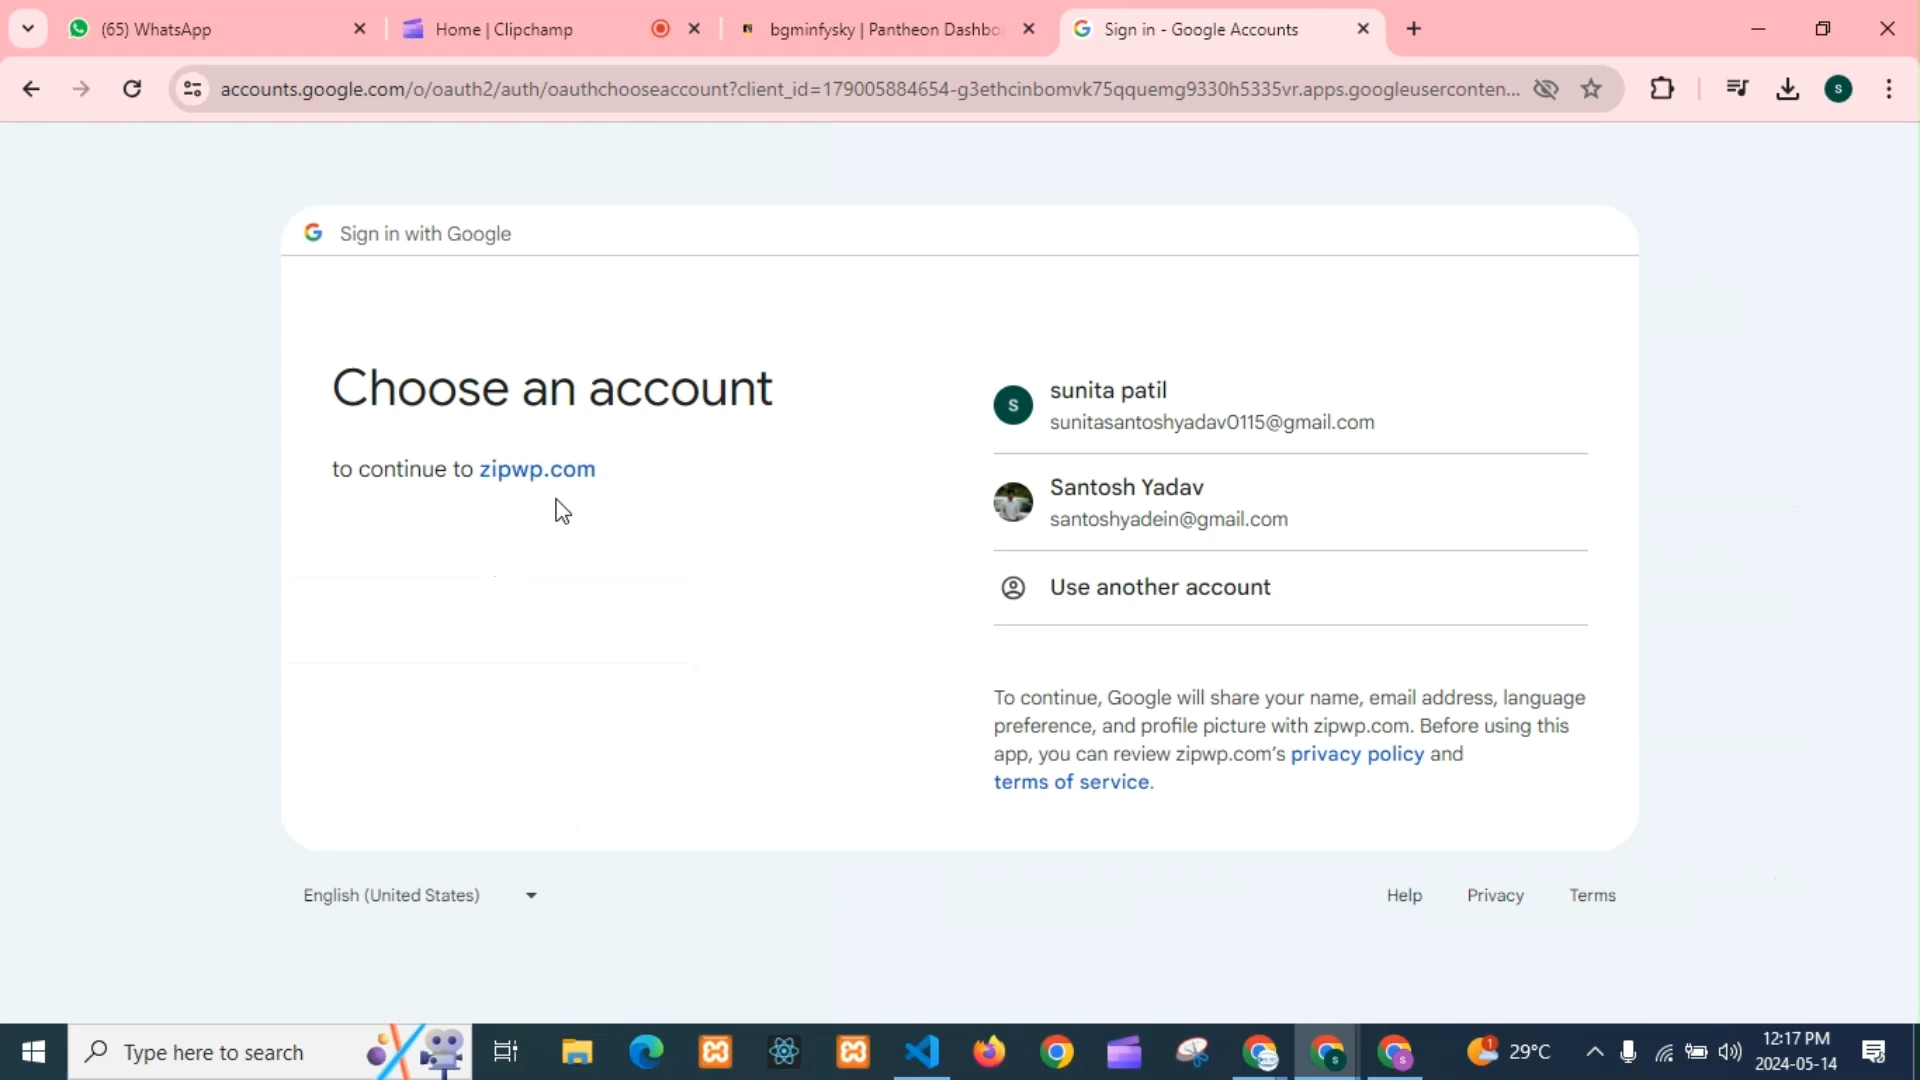 (65) WhatsApp
Home | Clipchamp
bgminfysky | Pantheon Dashbo
Sign in - Google Accounts
accounts.google.com/o/oauth2/auth/oauthchooseaccount?client_id=179005884654-g3ethcinbomvk75qquemg9330h5335vr.apps.googleuserconten...
S
Sign in with Google
Choose an account
to continue to zipwp.com
S
sunita patil
sunitasantoshyadav0115@gmail.com
Santosh Yadav
santoshyadein@gmail.com
Use another account
To continue, Google will share your name, email address, language
preference, and profile picture with zipwp.com. Before using this
app, you can review zipwp.com's privacy policy and
terms of service.
English (United States)
Help
Privacy
Terms
Type here to search
1
29°C
12:17 PM
2024-05-14